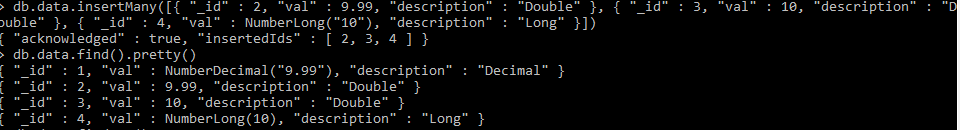 > db.data.insertMany([{ "_id" : 2, "val" : 9.99, "description" : "Double" }, { "_id" : 3, "val" : 10, "description" : "D
ouble" }, { "_id" : 4, "val" : NumberLong("10"), "description" : "Long" }])
{ "acknowledged" : true, "insertedIds" : [ 2, 3, 4 ] }
> db.data.find().pretty()
{ "_id" : 1, "val" : NumberDecimal("9.99"), "description" : "Decimal" }
{ "_id" : 2, "val" : 9.99, "description" : "Double" }
{ "_id" : 3, "val" : 10, "description" : "Double" }
{ "_id" : 4, "val" : NumberLong(10), "description" : "Long" }